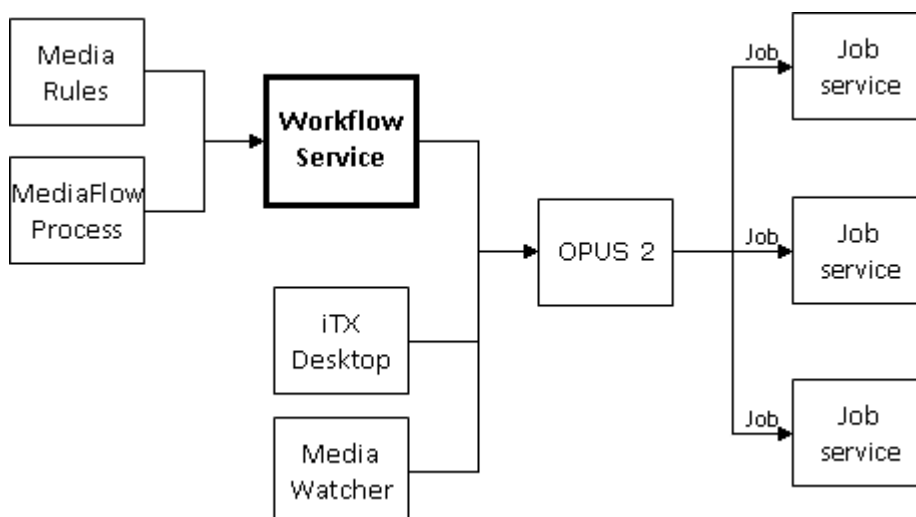 Media
Rules
MediaFlow
Process
Workflow
Service
iTX
Desktop
Media
Watcher
OPUS 2
Job
Job
service
Job
Job
service
Job
Job
service